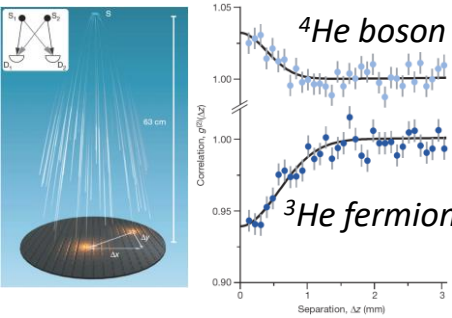 S₁ S₂
D₁ D₂
S
63 cm
Δx
Δy
1.05
1.00
1.00
0.95
0.90
Correlation, g⁽²⁾(Δz)
⁴He boson
³He fermion
0 1 2 3
Separation, Δz (mm)